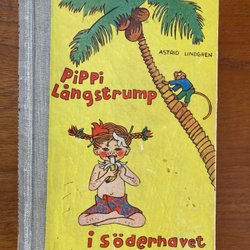 ASTRID LINDGREN
PiPPi
LÅNGSTRUMP
i SÖDERHAVET